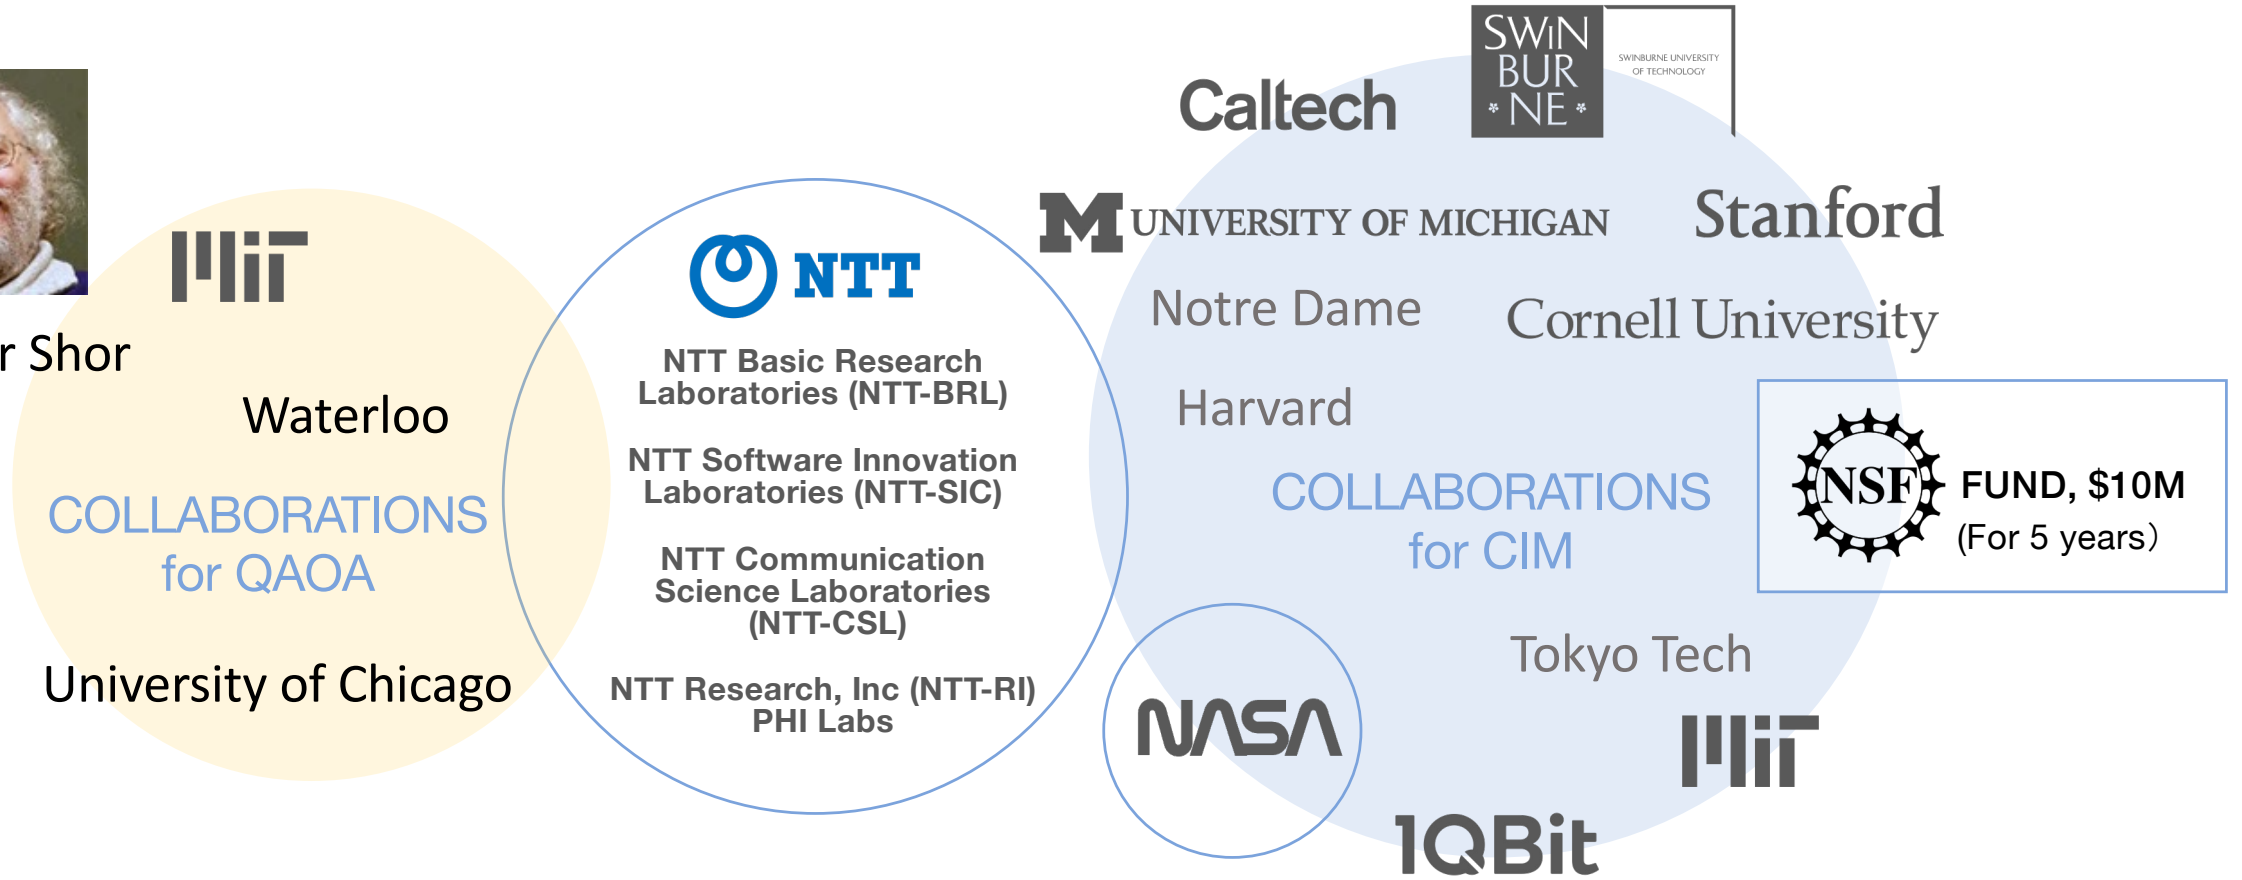 r Shor
MiT
Waterloo
COLLABORATIONS
for QAOA
University of Chicago
NTT
NTT Basic Research
Laboratories (NTT-BRL)
NTT Software Innovation
Laboratories (NTT-SIC)
NTT Communication
Science Laboratories
(NTT-CSL)
NTT Research, Inc (NTT-RI)
PHI Labs
Caltech
SWiN
BUR
NE
SWINBURNE UNIVERSITY
OF TECHNOLOGY
M UNIVERSITY OF MICHIGAN
Stanford
Notre Dame
Cornell University
Harvard
COLLABORATIONS
for CIM
NSF
FUND, $10M
(For 5 years）
Tokyo Tech
NASA
MiT
1QBit